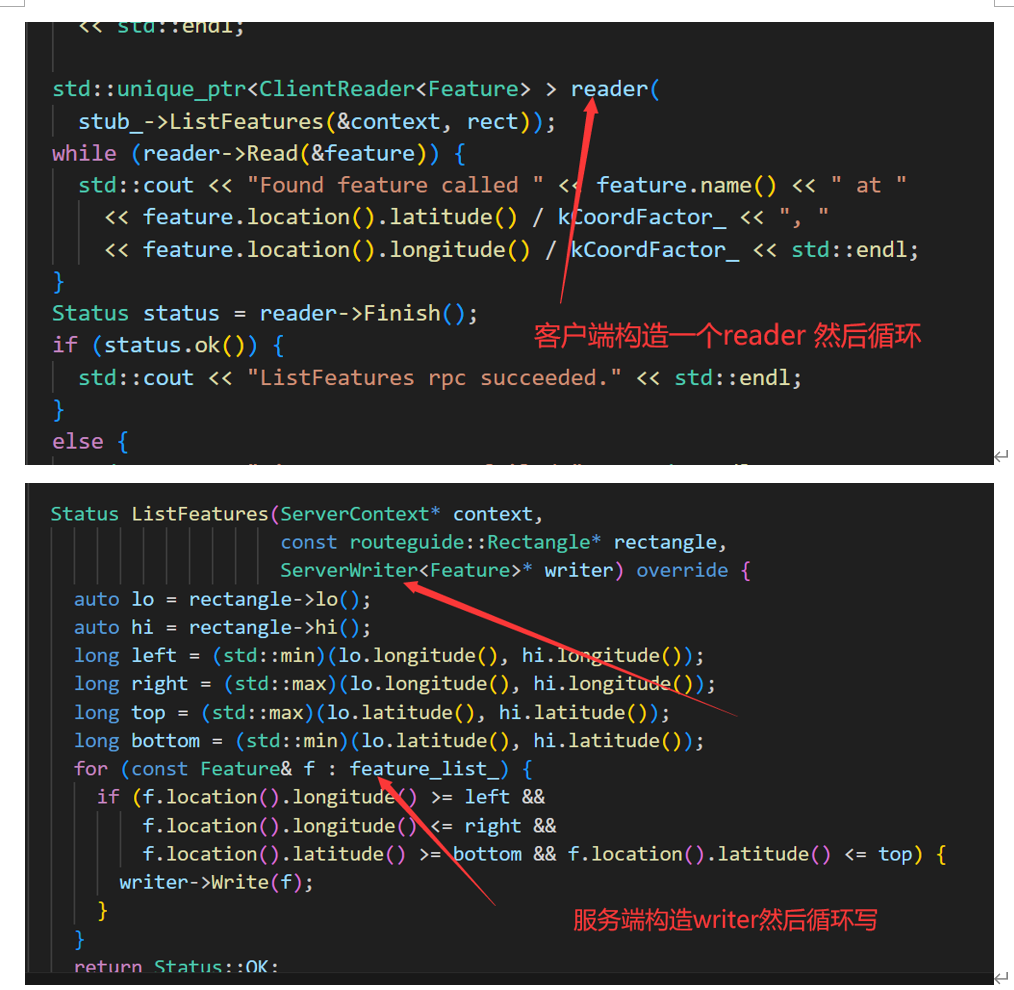 << std::endl;
std::unique_ptr<ClientReader<Feature> > reader(
stub_->ListFeatures(&context, rect));
while (reader->Read(&feature)) {
std::cout << "Found feature called " << feature.name() << " at "
<< feature.location().latitude() / kCoordFactor_ << ", "
<< feature.location().longitude() / kCoordFactor_ << std::endl;
}
Status status = reader->Finish();
客户端构造一个reader 然后循环
if (status.ok()) {
std::cout << "ListFeatures rpc succeeded." << std::endl;
}
else {
Status ListFeatures(ServerContext* context,
const routeguide::Rectangle* rectangle,
ServerWriter<Feature>* writer) override {
auto lo = rectangle->lo();
auto hi = rectangle->hi();
long left = (std::min)(lo.longitude(), hi.longitude());
long right = (std::max)(lo.longitude(), hi.longitude());
long top = (std::max)(lo.latitude(), hi.latitude());
long bottom = (std::min)(lo.latitude(), hi.latitude());
for (const Feature& f : feature_list_) {
if (f.location().longitude() >= left &&
f.location().longitude() <= right &&
f.location().latitude() >= bottom && f.location().latitude() <= top) {
writer->Write(f);
}
服务端构造writer然后循环写
}
return Status::OK;